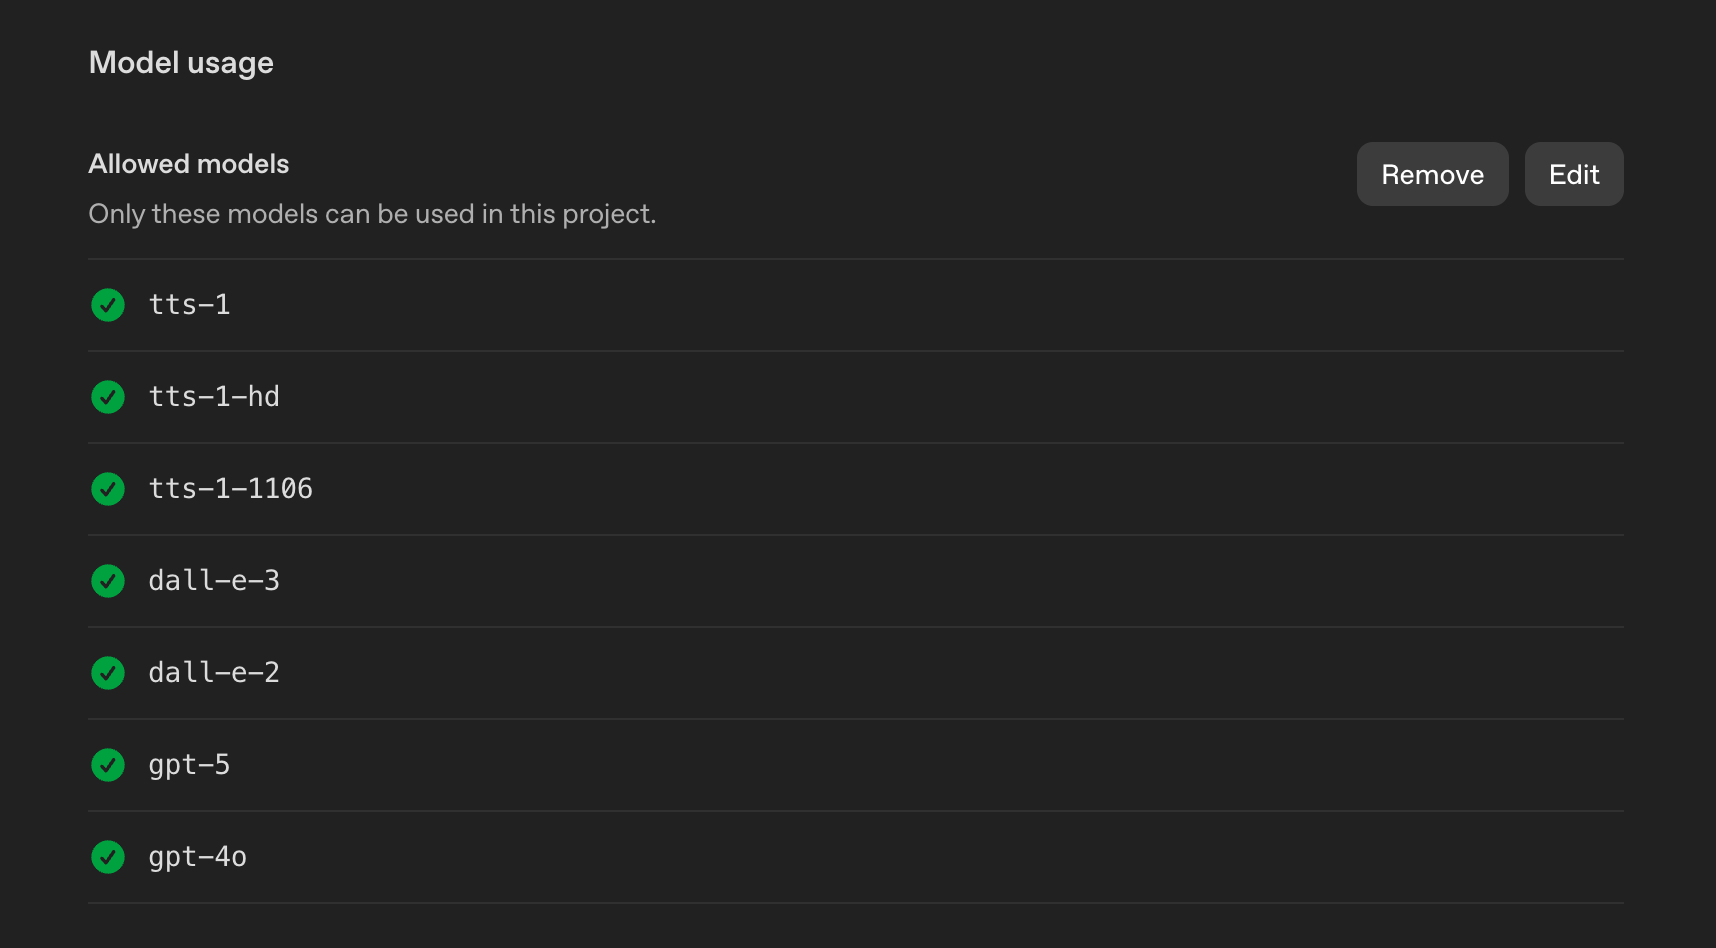 Model usage
Allowed models
Remove
Edit
Only these models can be used in this project.
tts-1
tts-1-hd
tts-1-1106
dall-e-3
dall-e-2
gpt-5
gpt-4o